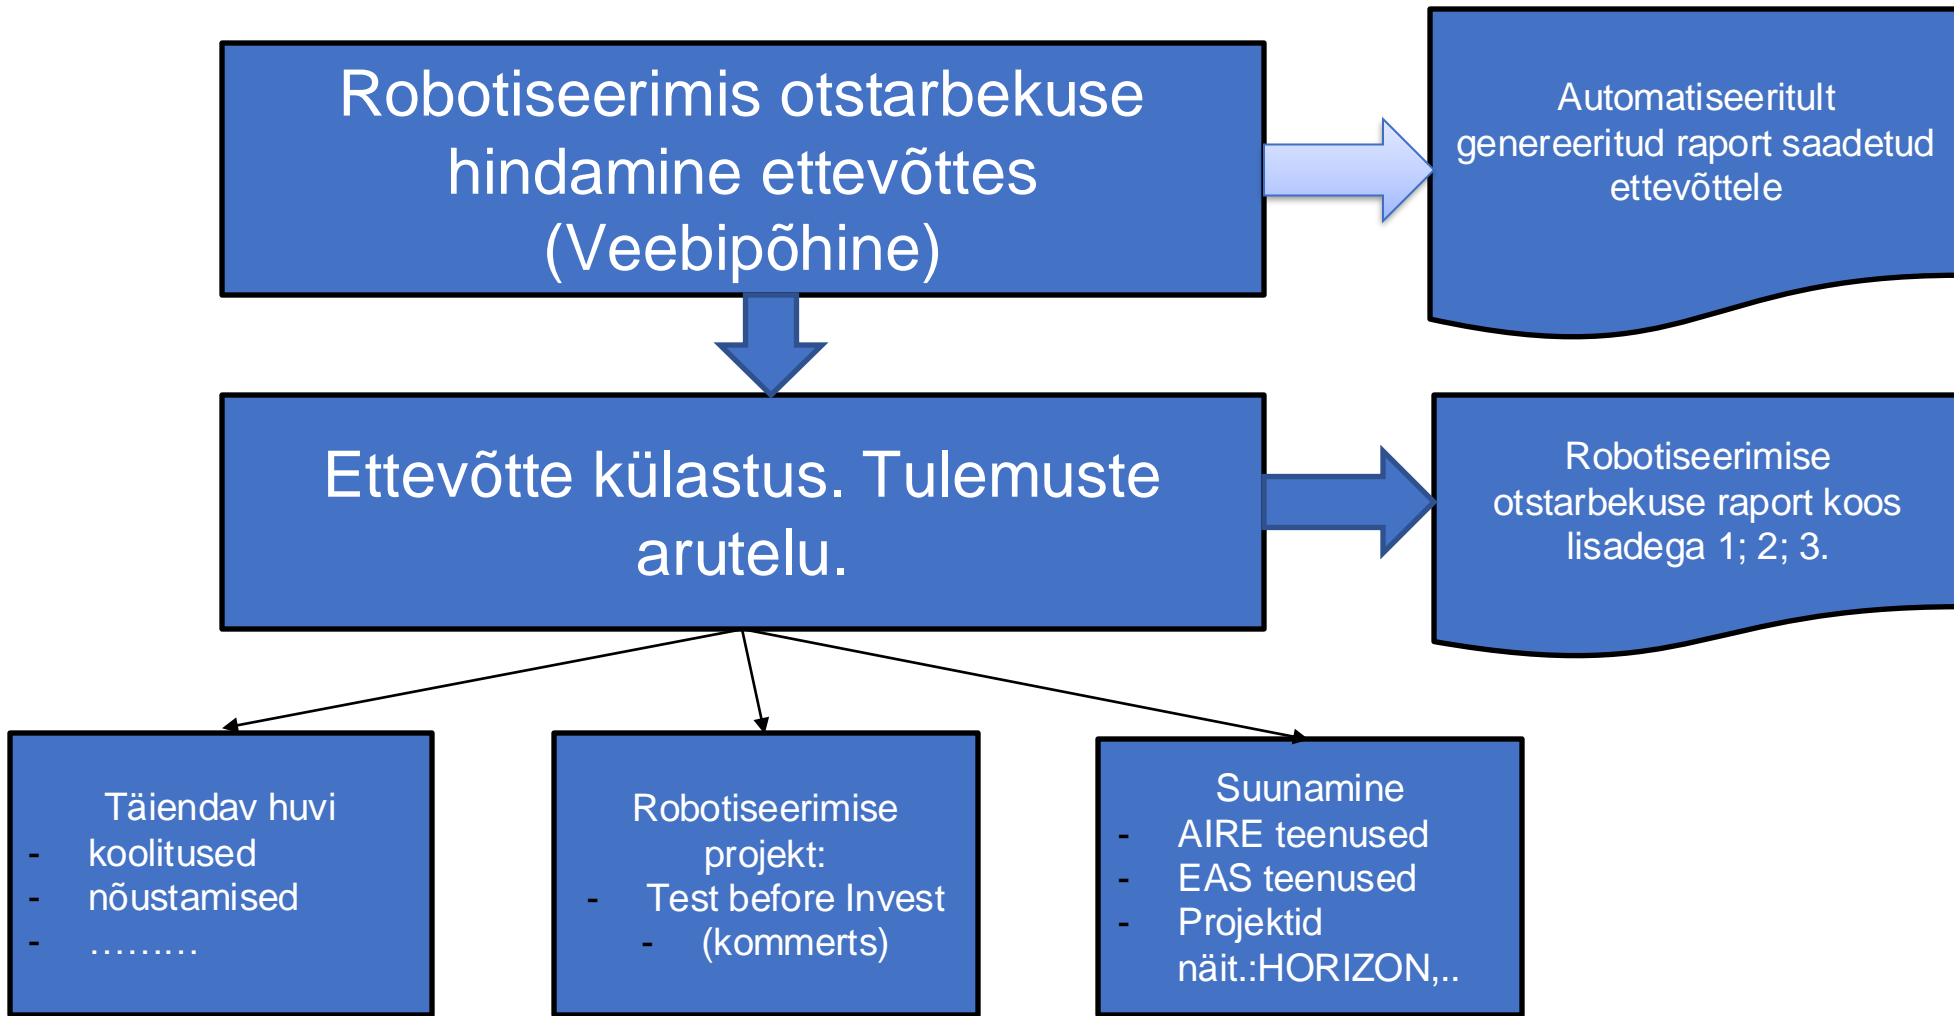 Robotiseerimis otstarbekuse
hindamine ettevõttes
(Veebipõhine)
Automatiseeritult
genereeritud raport saadetud
ettevõttele
Ettevõtte külastus. Tulemuste
arutelu.
Robotiseerimise
otstarbekuse raport koos
lisadega 1; 2; 3.
Täiendav huvi
- koolitused
- nõustamised
- ………
Robotiseerimise
projekt:
- Test before Invest
- (kommerts)
Suunamine
- AIRE teenused
- EAS teenused
- Projektid
näit.:HORIZON,..